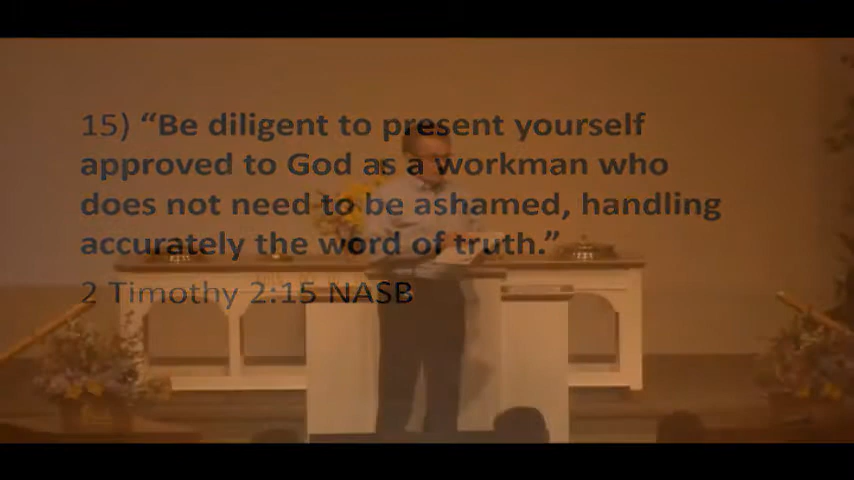 15) “Be diligent to present yourself
approved to God as a workman who
does not need to be ashamed, handling
accurately the word of truth.”
2 Timothy 2:15 NASB